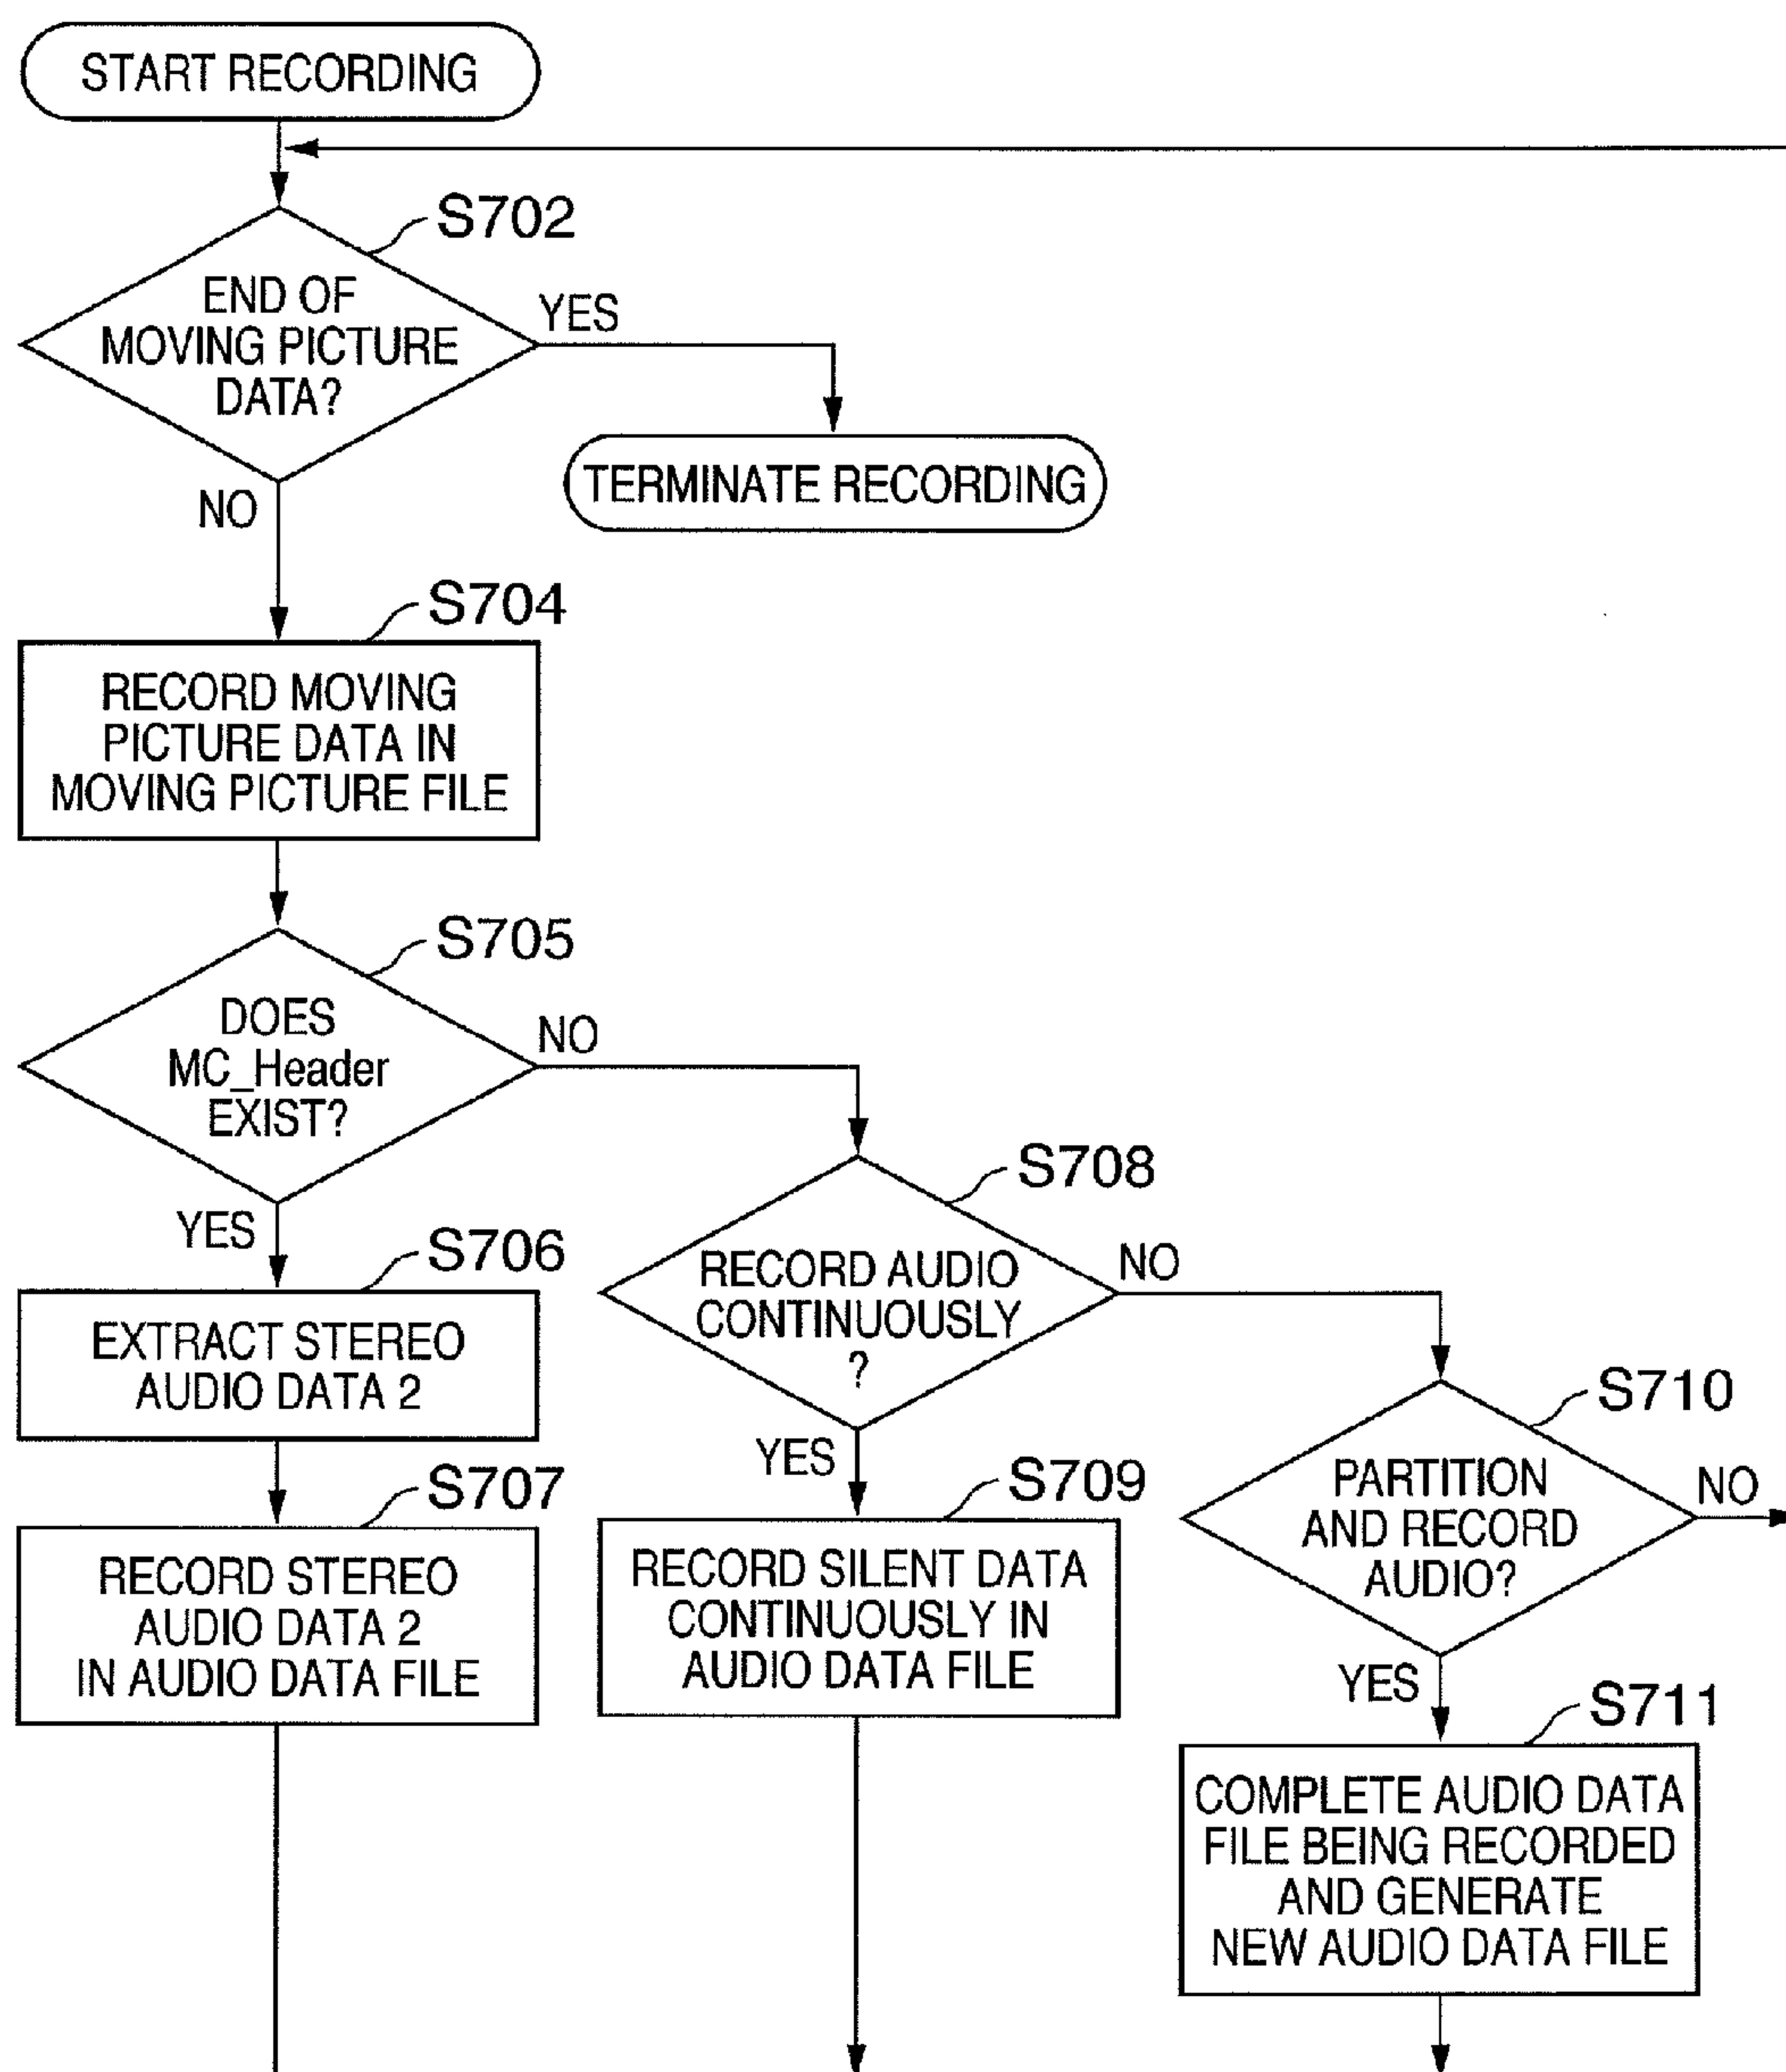 START RECORDING
S702
END OF
MOVING PICTURE
DATA?
YES
TERMINATE RECORDING
NO
S704
RECORD MOVING
PICTURE DATA IN
MOVING PICTURE FILE
S705
DOES
MC_Header
EXIST?
NO
YES
S706
EXTRACT STEREO
AUDIO DATA 2
S707
RECORD STEREO
AUDIO DATA 2
IN AUDIO DATA FILE
S708
RECORD AUDIO
CONTINUOUSLY
?
NO
YES
S709
RECORD SILENT DATA
CONTINUOUSLY IN
AUDIO DATA FILE
S710
PARTITION
AND RECORD
AUDIO?
NO
YES
S711
COMPLETE AUDIO DATA
FILE BEING RECORDED
AND GENERATE
NEW AUDIO DATA FILE